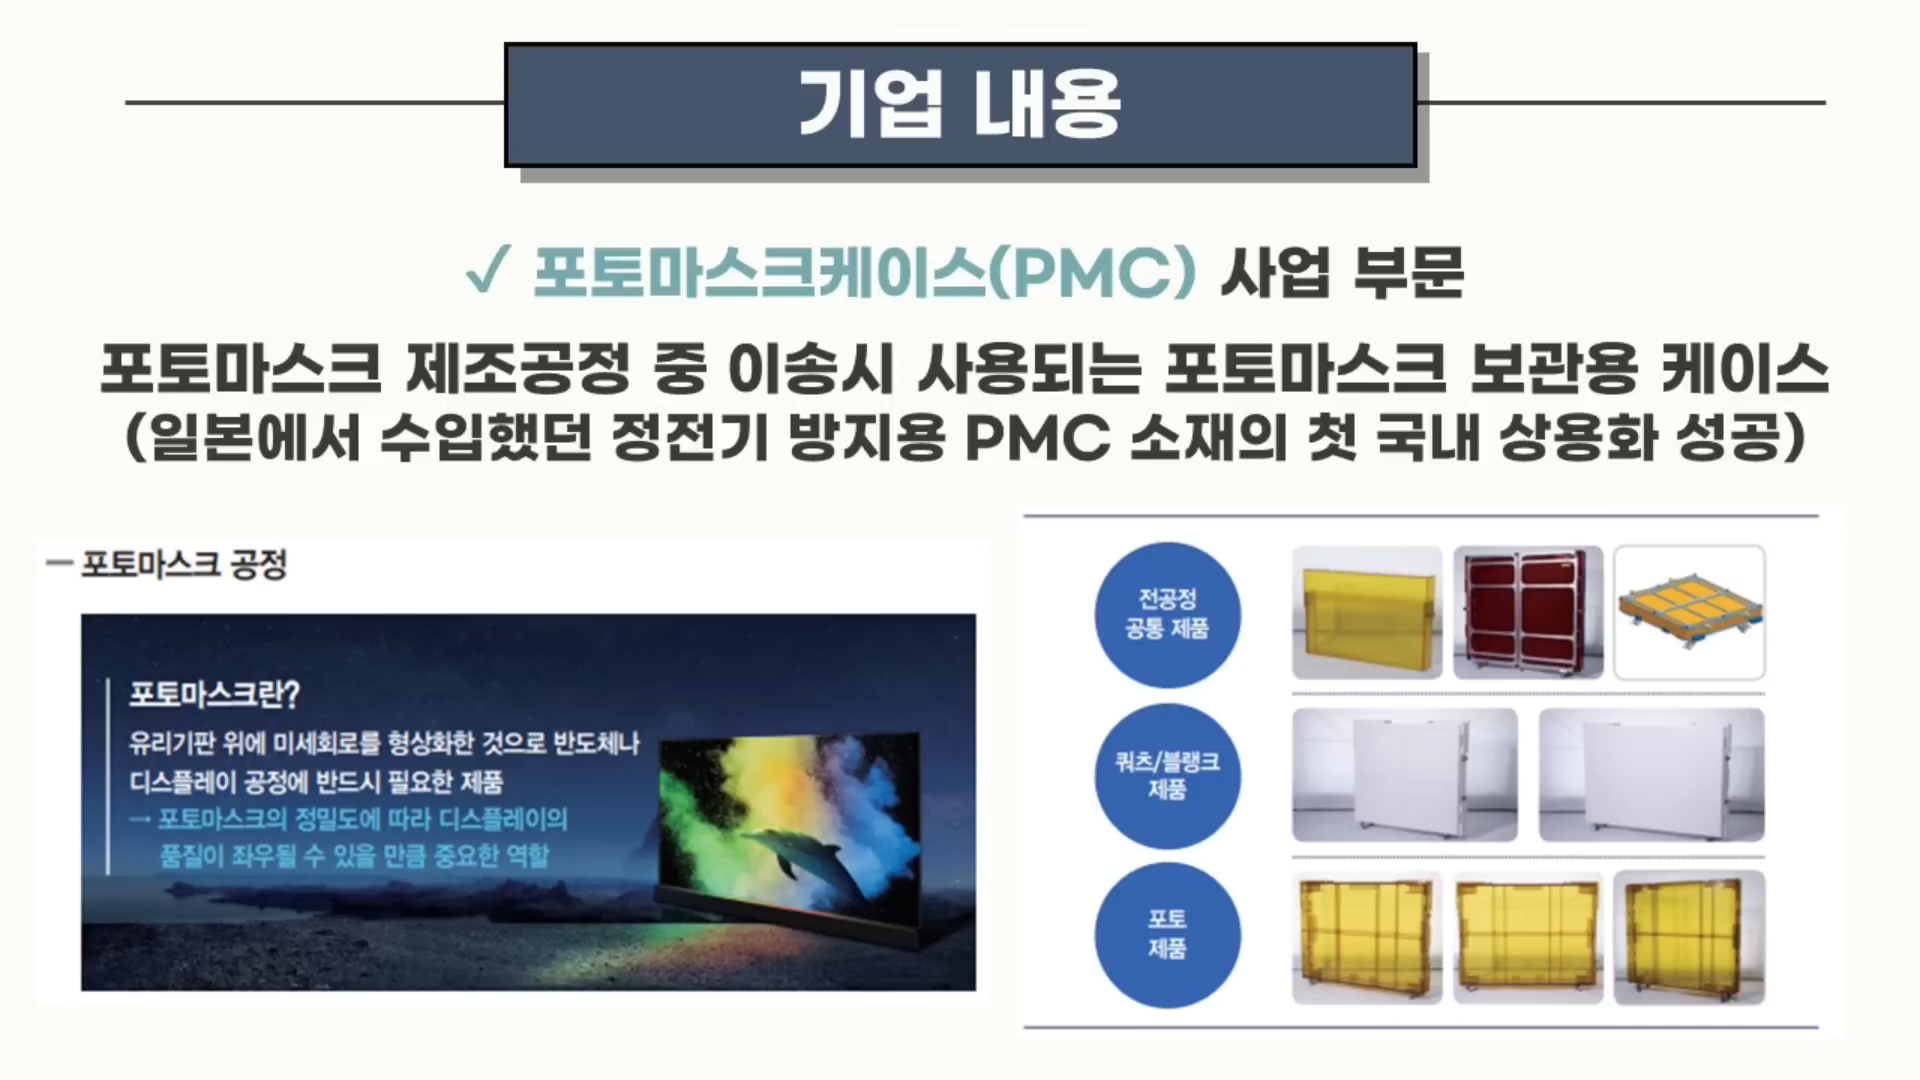 기업 내용
✓ 포토마스크케이스(PMC) 사업 부문
포토마스크 제조공정 중 이송시 사용되는 포토마스크 보관용 케이스
(일본에서 수입했던 정전기 방지용 PMC 소재의 첫 국내 상용화 성공)
포토마스크 공정
포토마스크란?
유리기판 위에 미세회로를 형상화한 것으로 반도체나
디스플레이 공정에 반드시 필요한 제품
→ 포토마스크의 정밀도에 따라 디스플레이의
품질이 좌우될 수 있을 만큼 중요한 역할
전공정
공통 제품
쿼츠/블랭크
제품
포토
제품